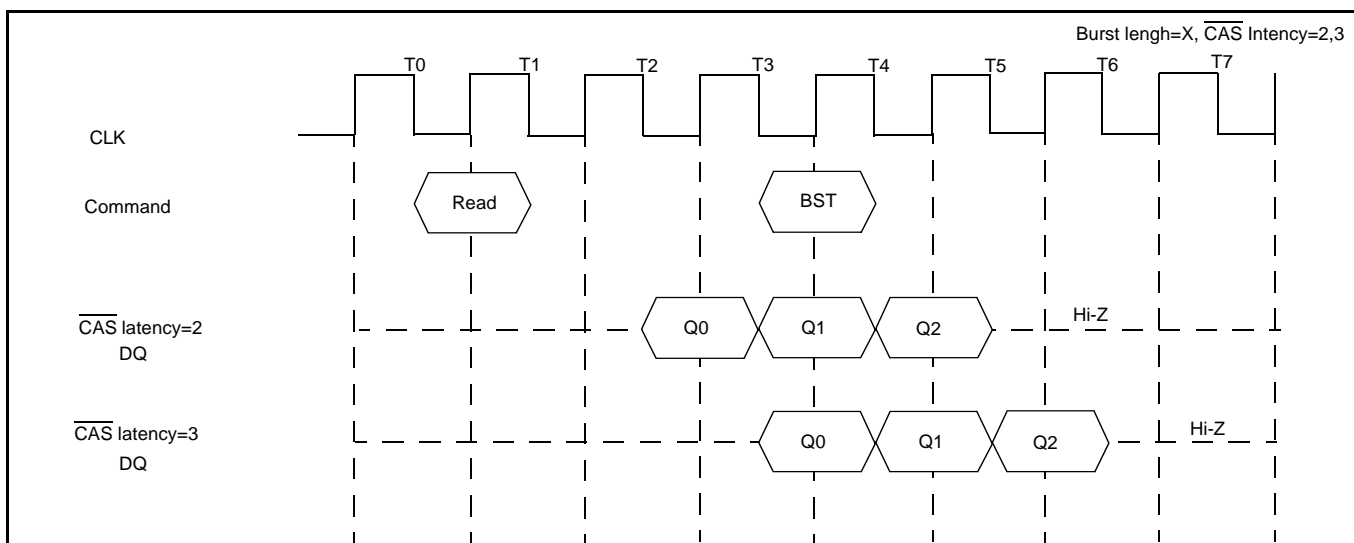 Burst lengh=X, CAS Intency=2,3
T0 T1 T2 T3 T4 T5 T6 T7
CLK
Command Read BST
CAS latency=2 Q0 Q1 Q2 Hi-Z
DQ
CAS latency=3 Q0 Q1 Q2 Hi-Z
DQ